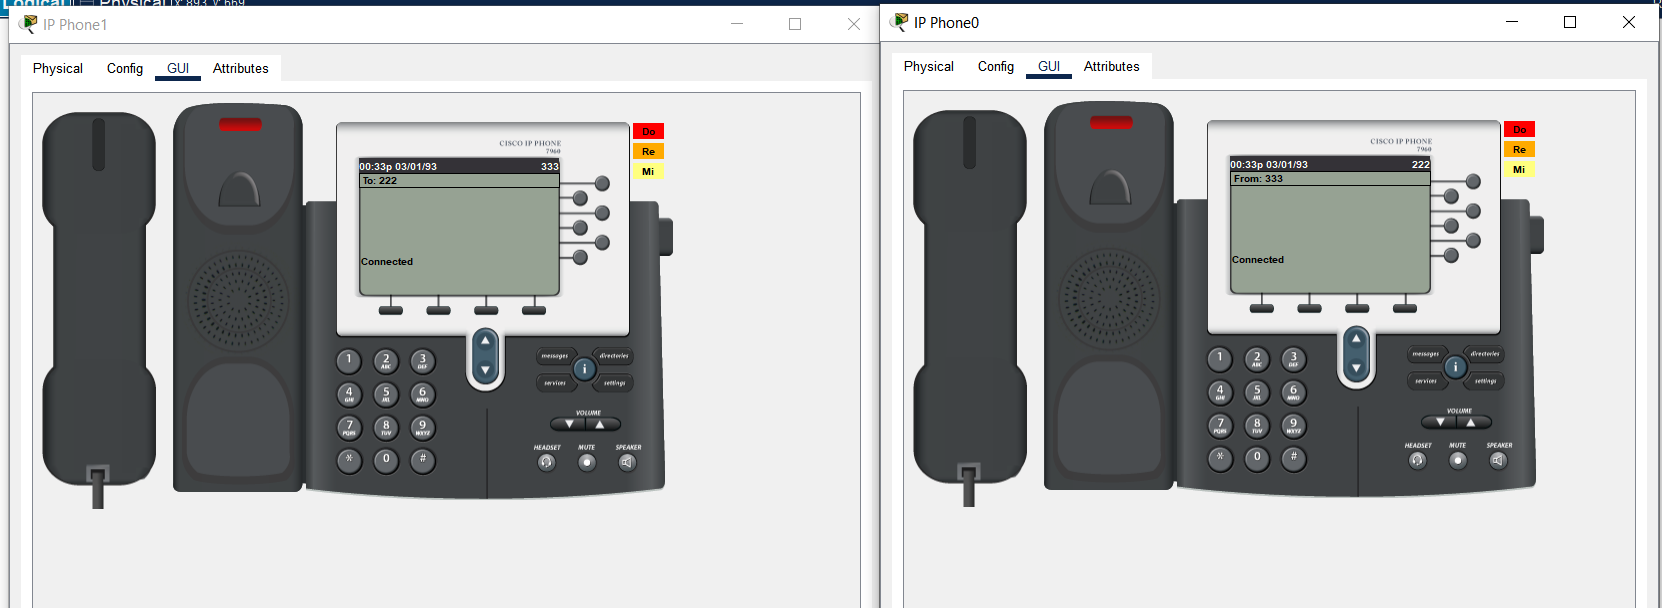 Logical
Physical x: 893, y: 669
IP Phone1
Physical Config GUI Attributes
CISCO IP PHONE
7960
Do
Re
Mi
00:33p 03/01/93 333
To: 222
Connected
1 2 ABC 3 DEF
4 GHI 5 JKL 6 MNO
7 PQRS 8 TUV 9 WXYZ
* 0 #
messages directories
i
services settings
VOLUME
HEADSET MUTE SPEAKER
IP Phone0
Physical Config GUI Attributes
CISCO IP PHONE
7960
Do
Re
Mi
00:33p 03/01/93 222
From: 333
Connected
1 2 ABC 3 DEF
4 GHI 5 JKL 6 MNO
7 PQRS 8 TUV 9 WXYZ
* 0 #
messages directories
i
services settings
VOLUME
HEADSET MUTE SPEAKER